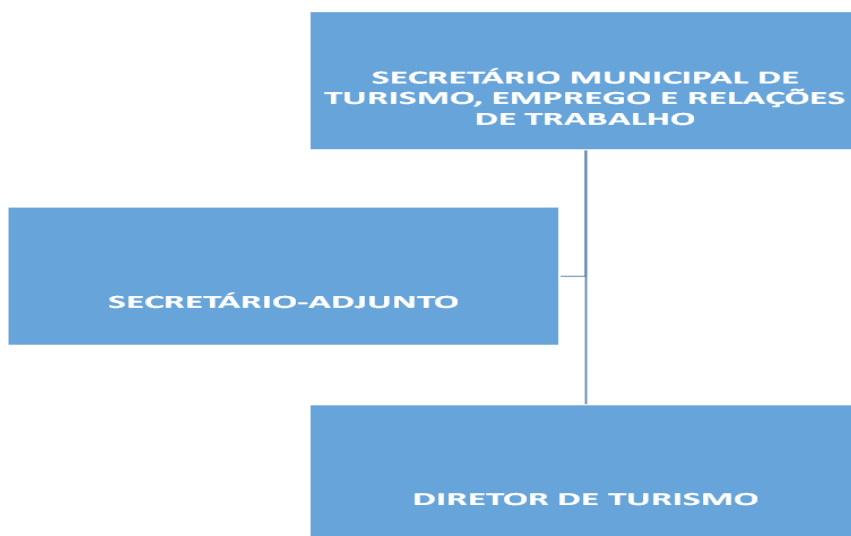 SECRETÁRIO MUNICIPAL DE
TURISMO, EMPREGO E RELAÇÕES
DE TRABALHO
SECRETÁRIO-ADJUNTO
DIRETOR DE TURISMO